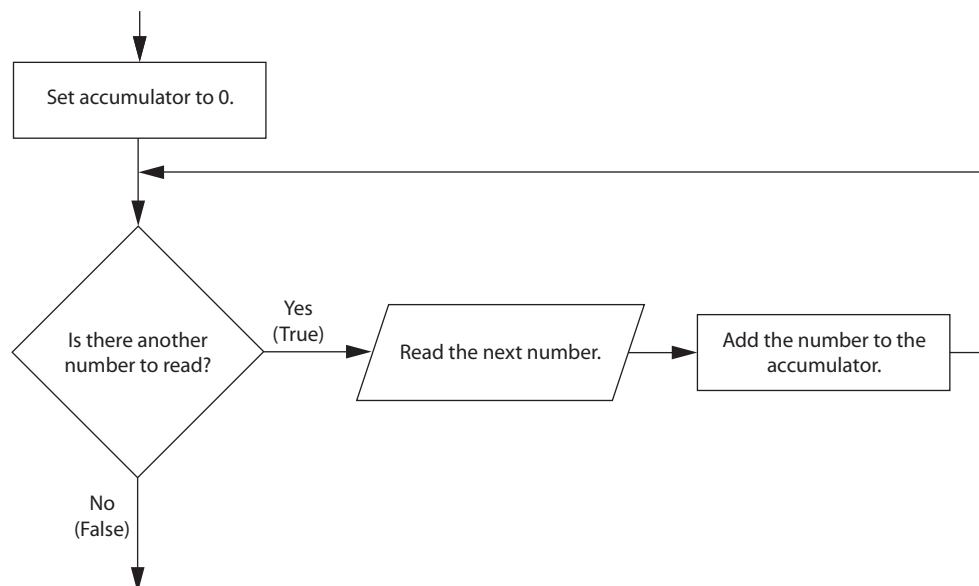 Set accumulator to 0.
Is there another
number to read?
Yes
(True)
Read the next number.
Add the number to the
accumulator.
No
(False)